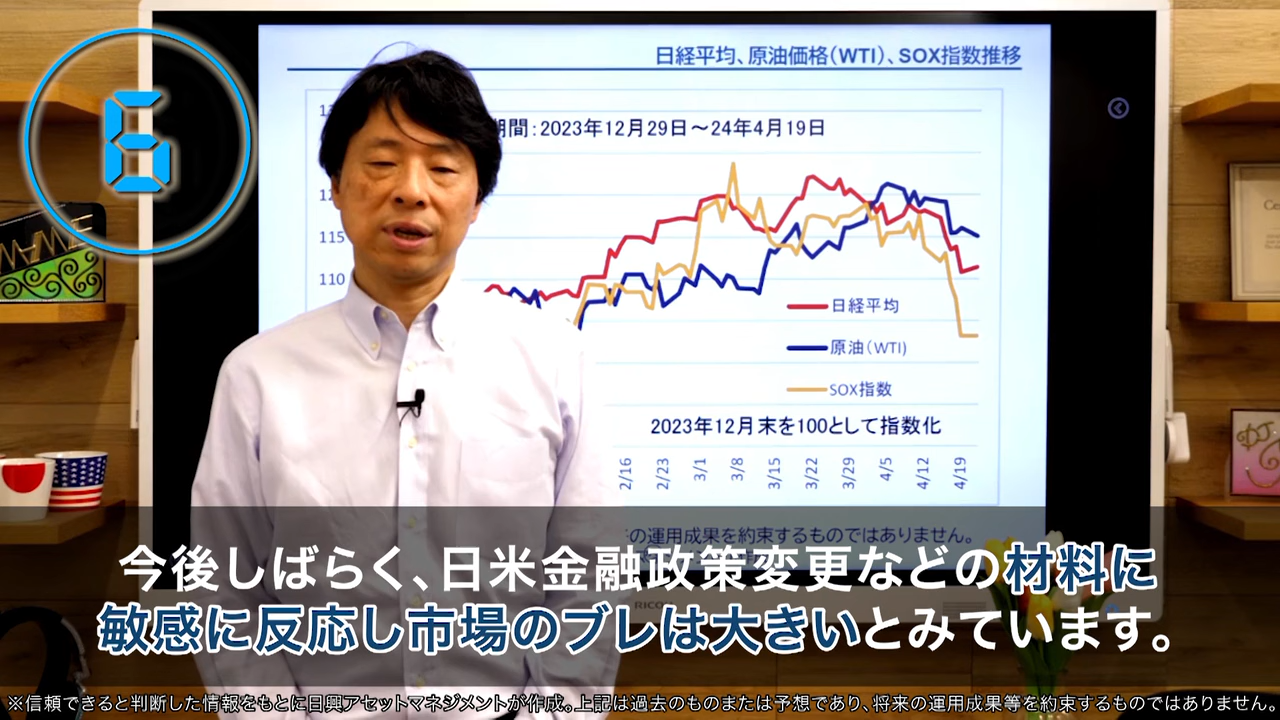 6
日経平均、原油価格(WTI)、SOX指数推移
期間：2023年12月29日～24年4月19日
115
110
日経平均
原油(WTI)
SOX指数
2023年12月末を100として指数化
2/16
2/23
3/1
3/8
3/15
3/22
3/29
4/5
4/12
4/19
の運用成果を約束するものではありません。
今後しばらく、日米金融政策変更などの材料に
RICO
敏感に反応し市場のブレは大きいとみています。
※信頼できると判断した情報をもとに日興アセットマネジメントが作成。上記は過去のものまたは予想であり、将来の運用成果等を約束するものではありません。